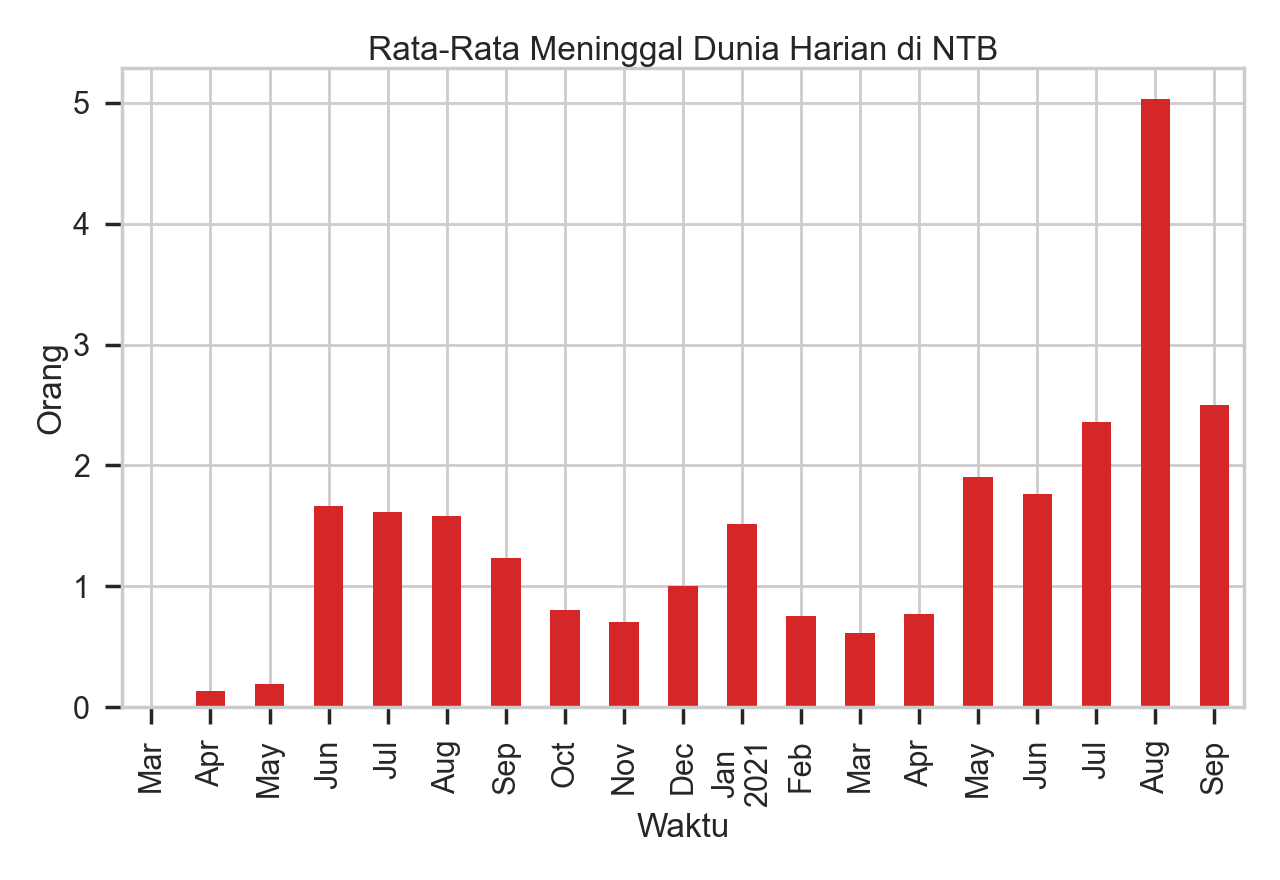 Rata-Rata Meninggal Dunia Harian di NTB
5
4
3
2
1
0
Orang
Mar
Apr
May
Jun
Jul
Aug
Sep
Oct
Nov
Dec
Jan
2021
Feb
Mar
Apr
May
Jun
Jul
Aug
Sep
Waktu